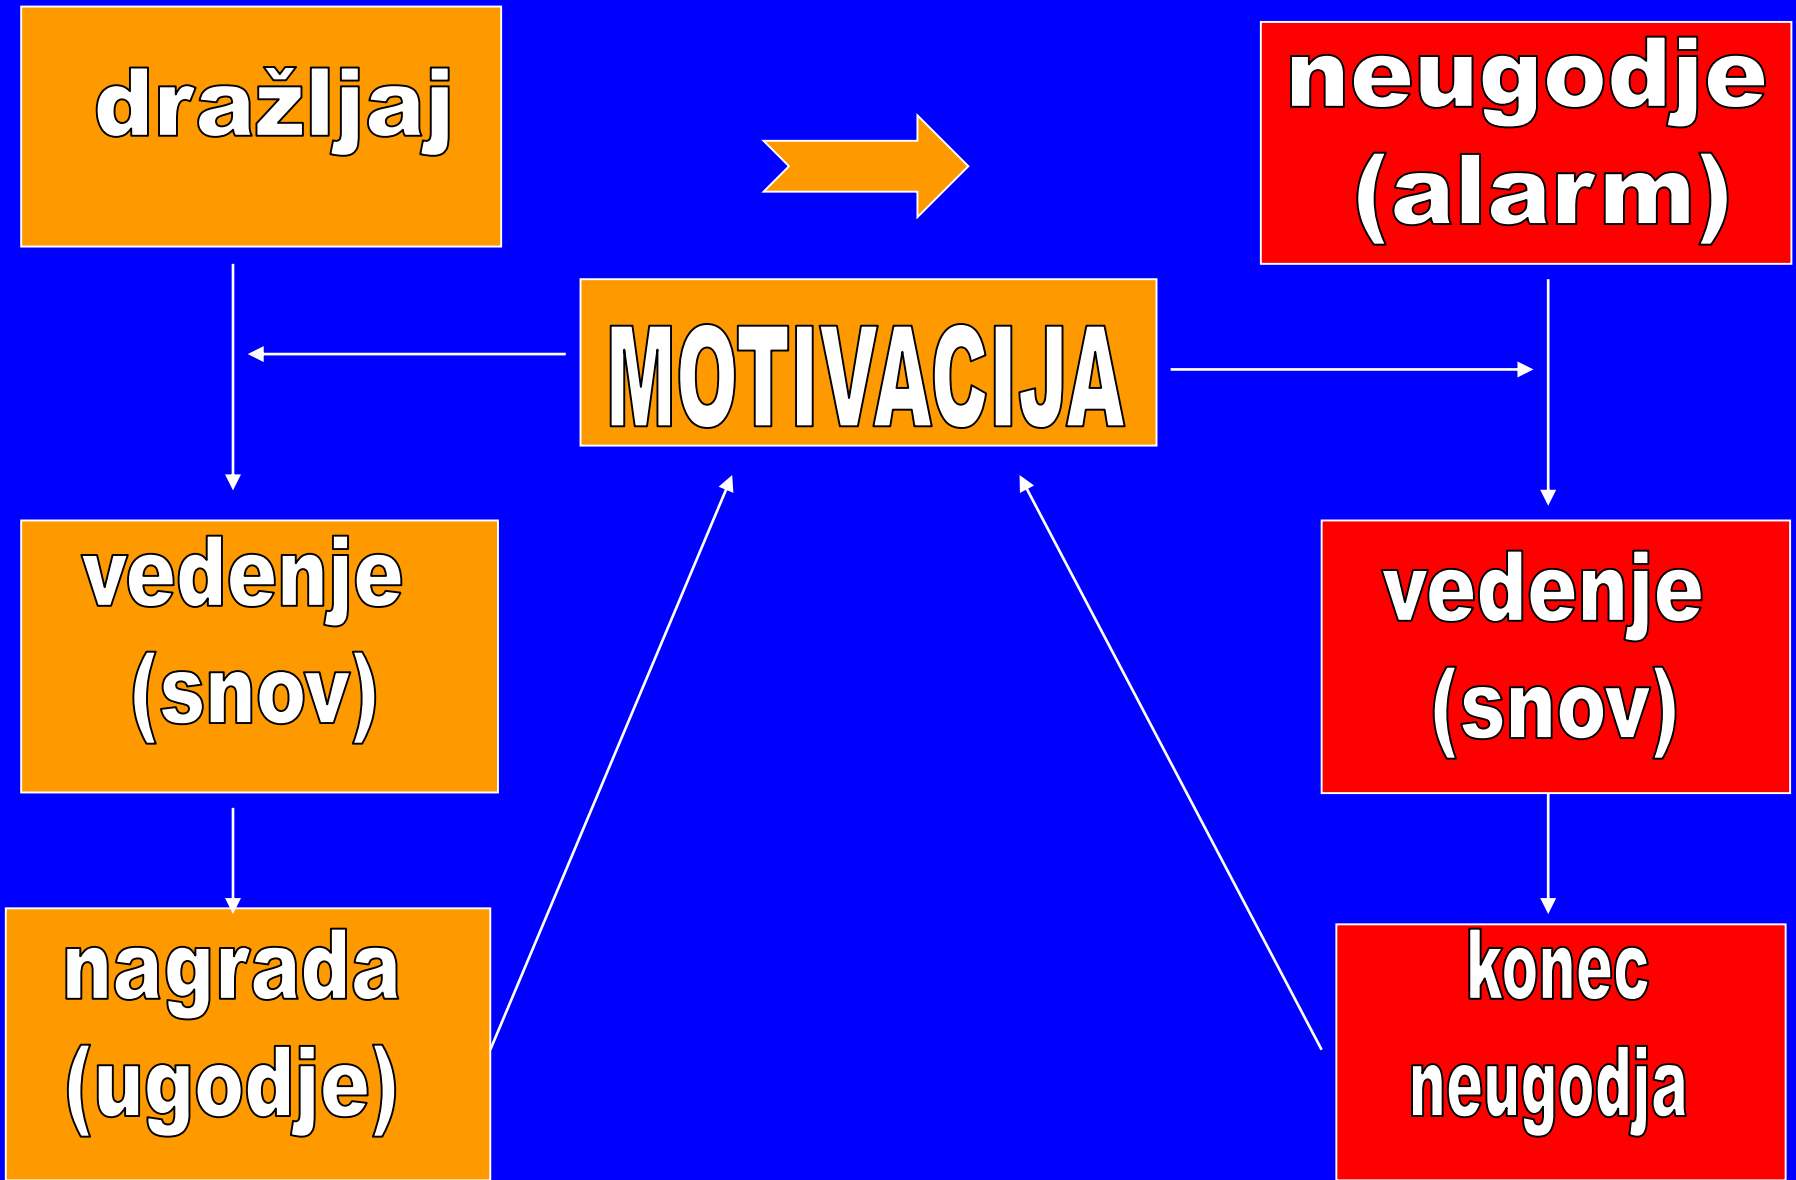 dražljaj
neugodje
(alarm)
MOTIVACIJA
vedenje
(snov)
vedenje
(snov)
nagrada
(ugodje)
konec
neugodja